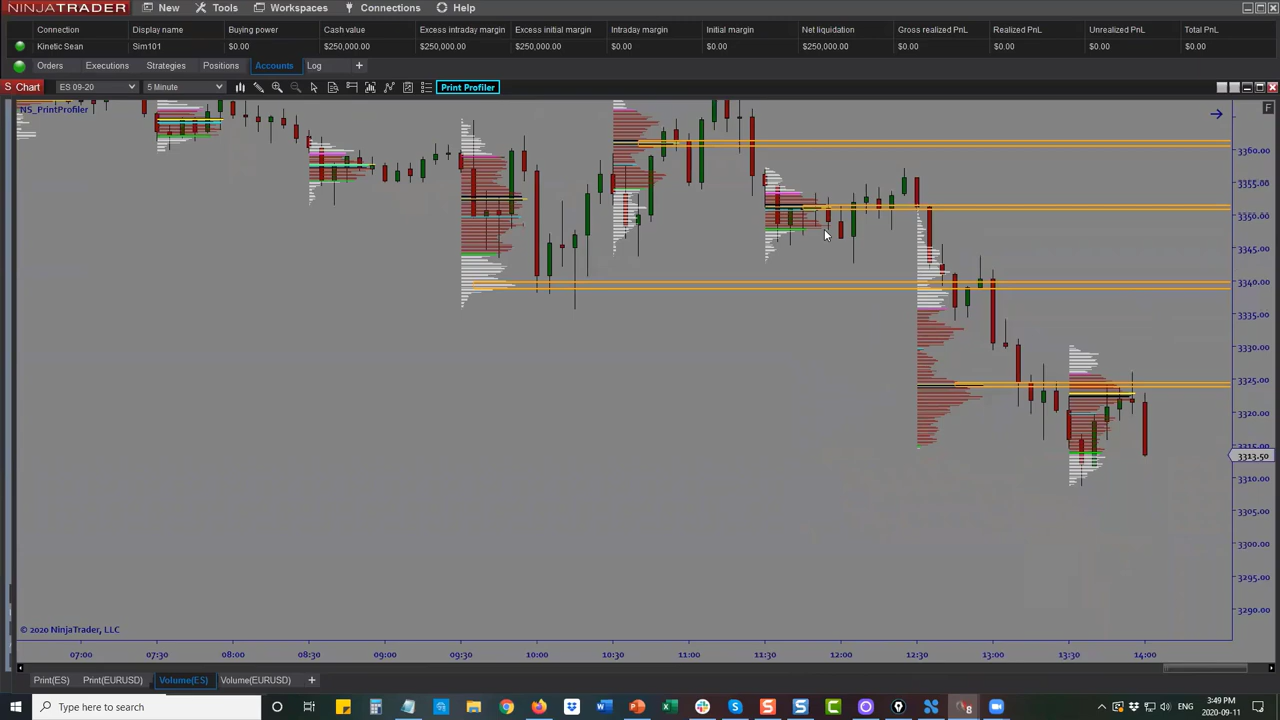 NINJATRADER New Tools Workspaces Connections Help
Connection Display name Buying power Cash value Excess intraday margin Excess initial margin Intraday margin Initial margin Net liquidation Gross realized PnL Realized PnL Unrealized PnL Total PnL
Kinetic Sean Sim101 $0.00 $250,000.00 $250,000.00 $250,000.00 $0.00 $0.00 $250,000.00 $0.00 $0.00 $0.00 $0.00
Orders Executions Strategies Positions Accounts Log +
S Chart ES 09-20 5 Minute Print Profiler
NS_PrintProfiler F
3360.00
3355.00
3350.00
3345.00
3340.00
3335.00
3330.00
3325.00
3320.00
3315.00
3313.50
3310.00
3305.00
3300.00
3295.00
3290.00
© 2020 NinjaTrader, LLC
07:00 07:30 08:00 08:30 09:00 09:30 10:00 10:30 11:00 11:30 12:00 12:30 13:00 13:30 14:00
Print(ES) Print(EURUSD) Volume(ES) Volume(EURUSD) +
Type here to search
3:49 PM
2020-09-11